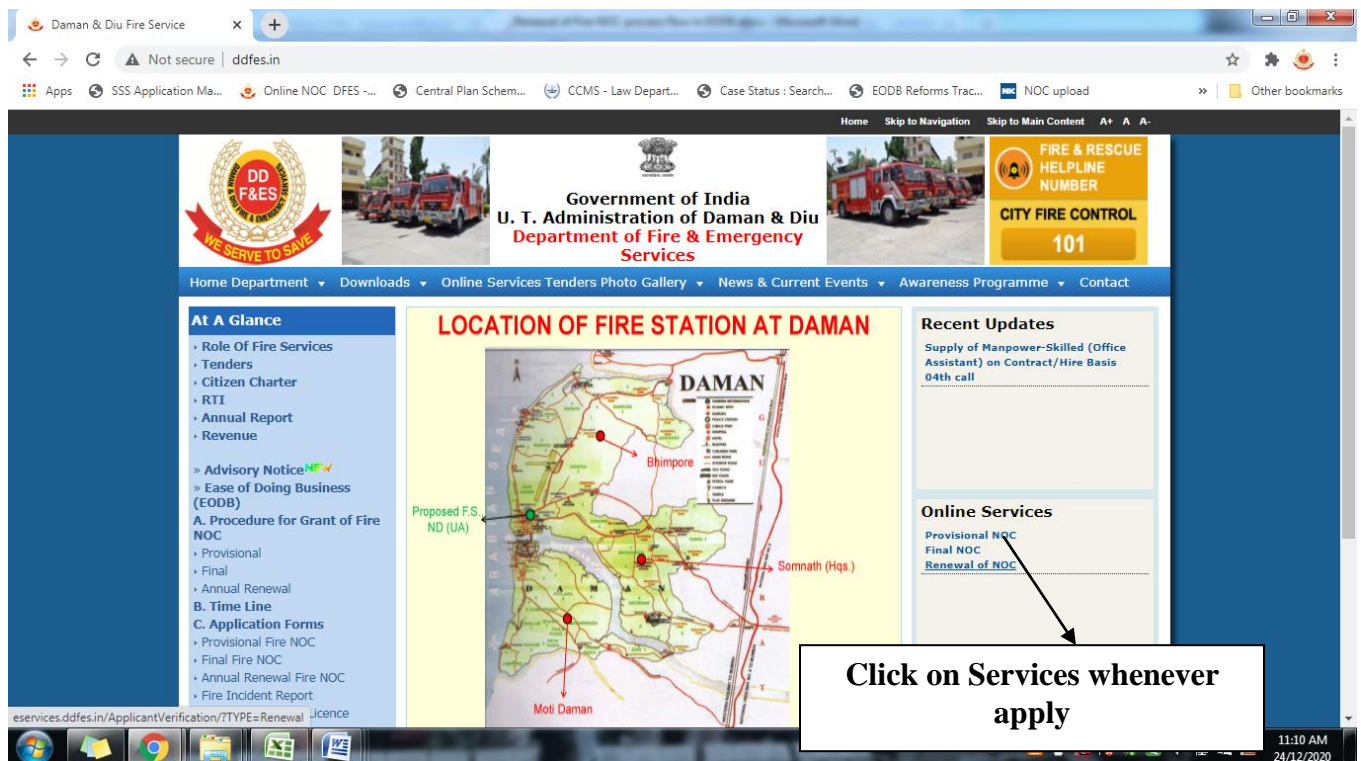 Daman & Diu Fire Service
Not secure | ddfes.in
Apps SSS Application Ma... Online NOC DFES -... Central Plan Schem... CCMS - Law Depart... Case Status : Search... EODB Reforms Trac... NOC upload » Other bookmarks
Home Skip to Navigation Skip to Main Content A+ A A-
DD
F&ES
DAMAN & DIU FIRE & EMERGENCY SERVICES
WE SERVE TO SAVE
Government of India
U. T. Administration of Daman & Diu
Department of Fire & Emergency
Services
FIRE & RESCUE
HELPLINE
NUMBER
CITY FIRE CONTROL
101
Home Department Downloads Online Services Tenders Photo Gallery News & Current Events Awareness Programme Contact
At A Glance
› Role Of Fire Services
› Tenders
› Citizen Charter
› RTI
› Annual Report
› Revenue
» Advisory Notice NEW
» Ease of Doing Business
(EODB)
A. Procedure for Grant of Fire
NOC
› Provisional
› Final
› Annual Renewal
B. Time Line
C. Application Forms
› Provisional Fire NOC
› Final Fire NOC
› Annual Renewal Fire NOC
› Fire Incident Report
Licence
eservices.ddfes.in/ApplicantVerification/?TYPE=Renewal
LOCATION OF FIRE STATION AT DAMAN
DAMAN
Bhimpore
Proposed F.S.,
ND (UA)
Somnath (Hqs.)
D A M A N
Moti Daman
Recent Updates
Supply of Manpower-Skilled (Office
Assistant) on Contract/Hire Basis
04th call
Online Services
Provisional NOC
Final NOC
Renewal of NOC
Click on Services whenever
apply
11:10 AM
24/12/2020